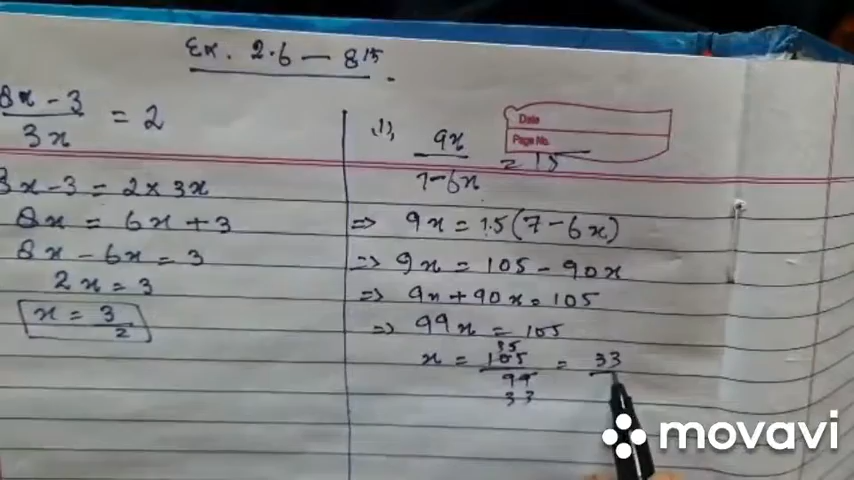 Ex. 2.6 — 8th
8x - 3 / 3x = 2
8x - 3 = 2 × 3x
8x = 6x + 3
8x - 6x = 3
2x = 3
x = 3/2
Date
Page No.
(1) 9x / 7-6x = 15
=> 9x = 15(7-6x)
=> 9x = 105 - 90x
=> 9x + 90x = 105
=> 99x = 105
35
x = 105/99 = 33
33
movavi